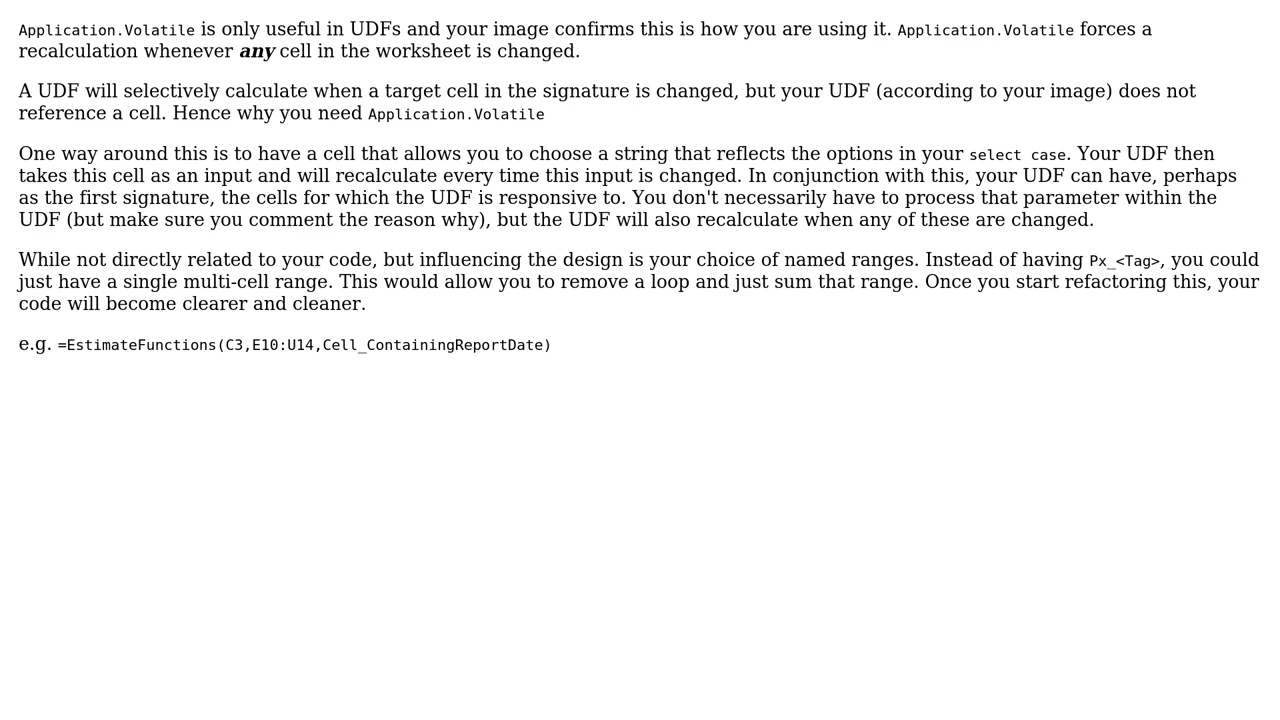 Application.Volatile is only useful in UDFs and your image confirms this is how you are using it. Application.Volatile forces a
recalculation whenever any cell in the worksheet is changed.
A UDF will selectively calculate when a target cell in the signature is changed, but your UDF (according to your image) does not
reference a cell. Hence why you need Application.Volatile
One way around this is to have a cell that allows you to choose a string that reflects the options in your select case. Your UDF then
takes this cell as an input and will recalculate every time this input is changed. In conjunction with this, your UDF can have, perhaps
as the first signature, the cells for which the UDF is responsive to. You don't necessarily have to process that parameter within the
UDF (but make sure you comment the reason why), but the UDF will also recalculate when any of these are changed.
While not directly related to your code, but influencing the design is your choice of named ranges. Instead of having Px_<Tag>, you could
just have a single multi-cell range. This would allow you to remove a loop and just sum that range. Once you start refactoring this, your
code will become clearer and cleaner.
e.g. =EstimateFunctions(C3,E10:U14,Cell_ContainingReportDate)